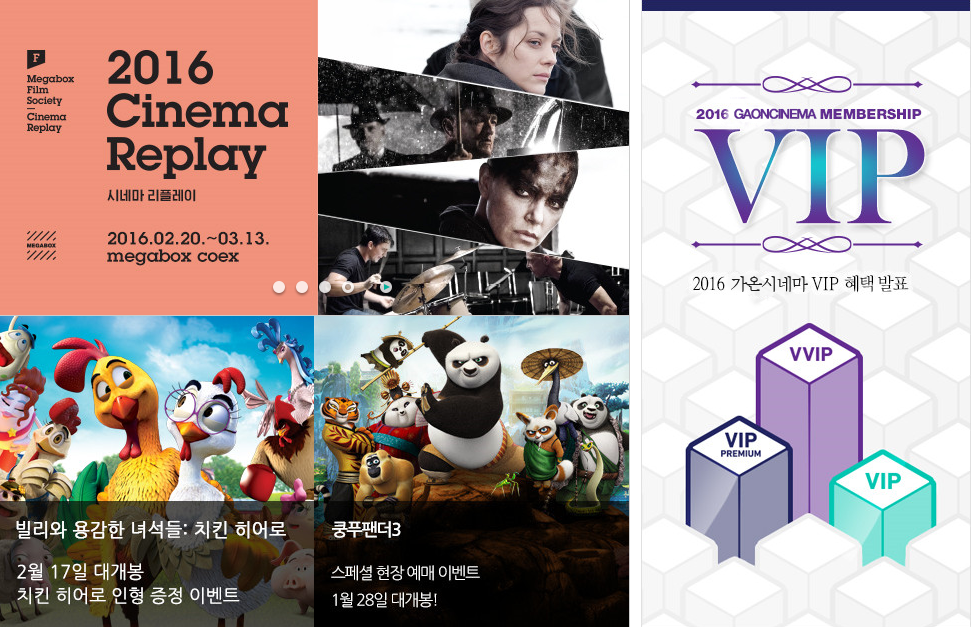 F
Megabox
Film
Society
Cinema
Replay
2016
Cinema
Replay
시네마 리플레이
MEGABOX
2016.02.20.~03.13.
megabox coex
빌리와 용감한 녀석들: 치킨 히어로
2월 17일 대개봉
치킨 히어로 인형 증정 이벤트
쿵푸팬더3
스페셜 현장 예매 이벤트
1월 28일 대개봉!
2016 GAONCINEMA MEMBERSHIP
VIP
2016 가온시네마 VIP 혜택 발표
VVIP
VIP
PREMIUM
VIP